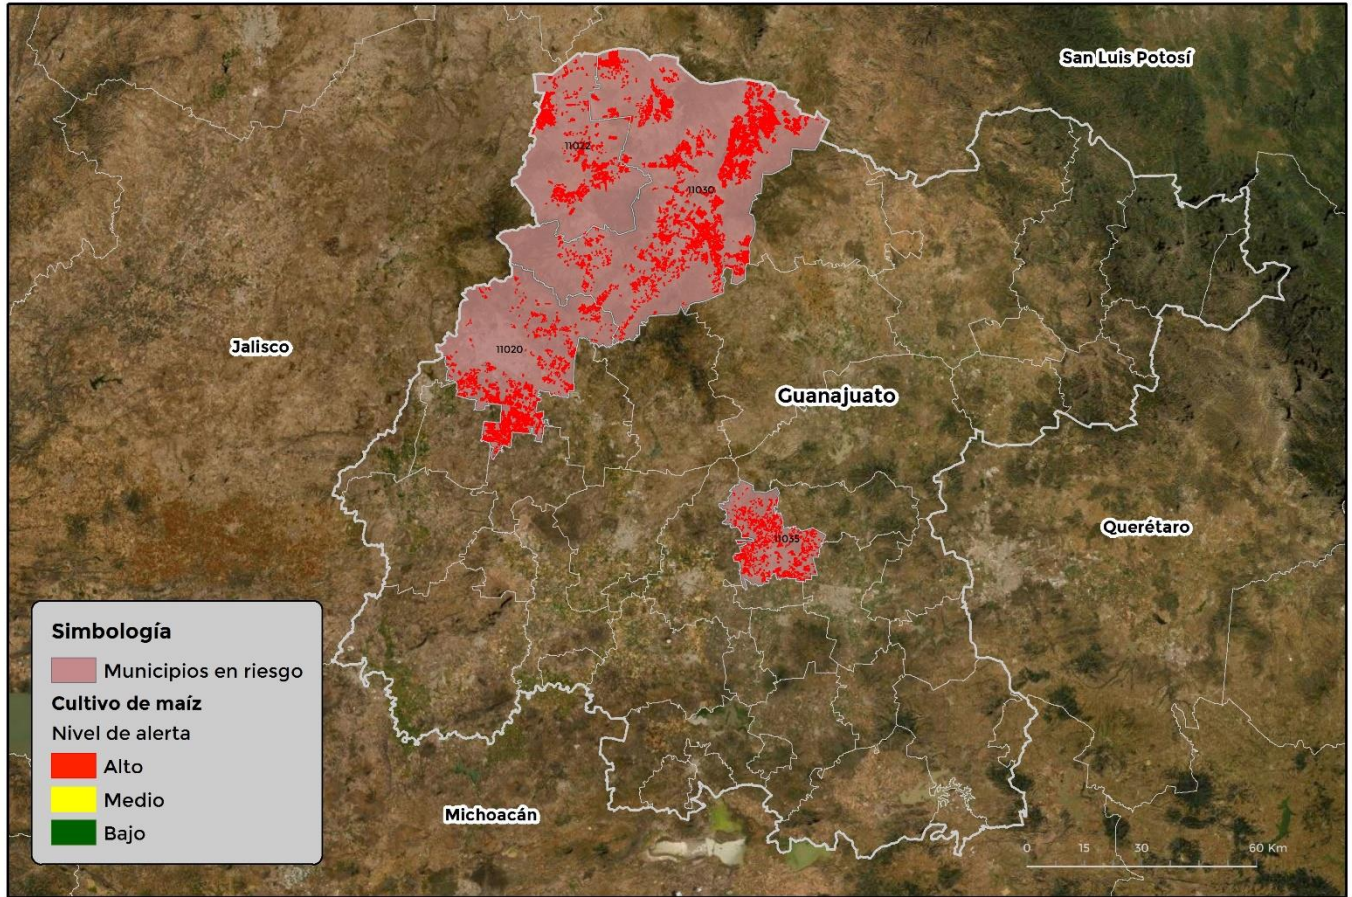 San Luis Potosí
11022
11030
Jalisco
11020
Guanajuato
Querétaro
11035
Simbología
Municipios en riesgo
Cultivo de maíz
Nivel de alerta
Alto
Medio
Bajo
Michoacán
0 15 30 60 Km